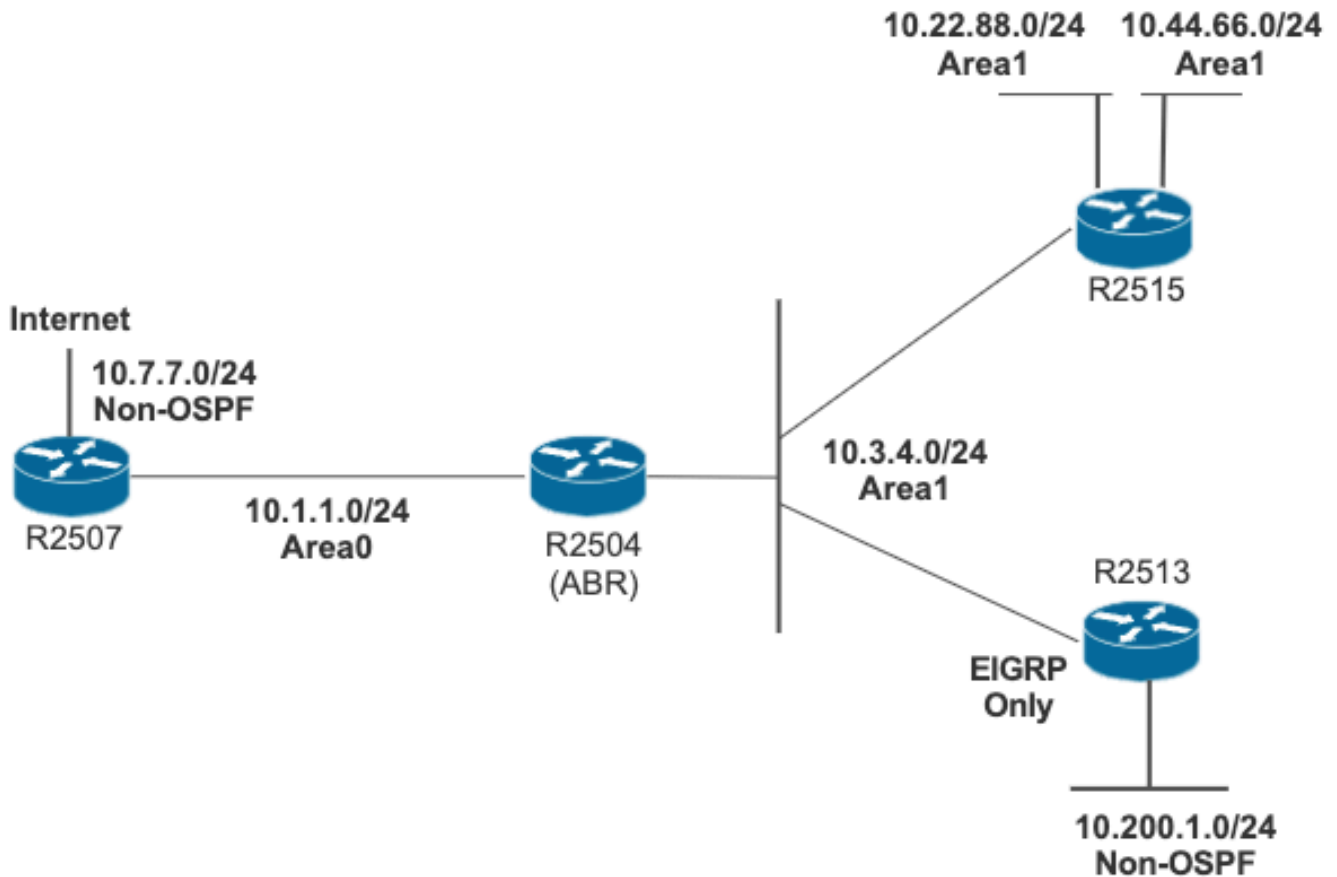 10.22.88.0/24
Area1
10.44.66.0/24
Area1
R2515
Internet
10.7.7.0/24
Non-OSPF
R2507
10.1.1.0/24
Area0
R2504
(ABR)
10.3.4.0/24
Area1
R2513
EIGRP
Only
10.200.1.0/24
Non-OSPF